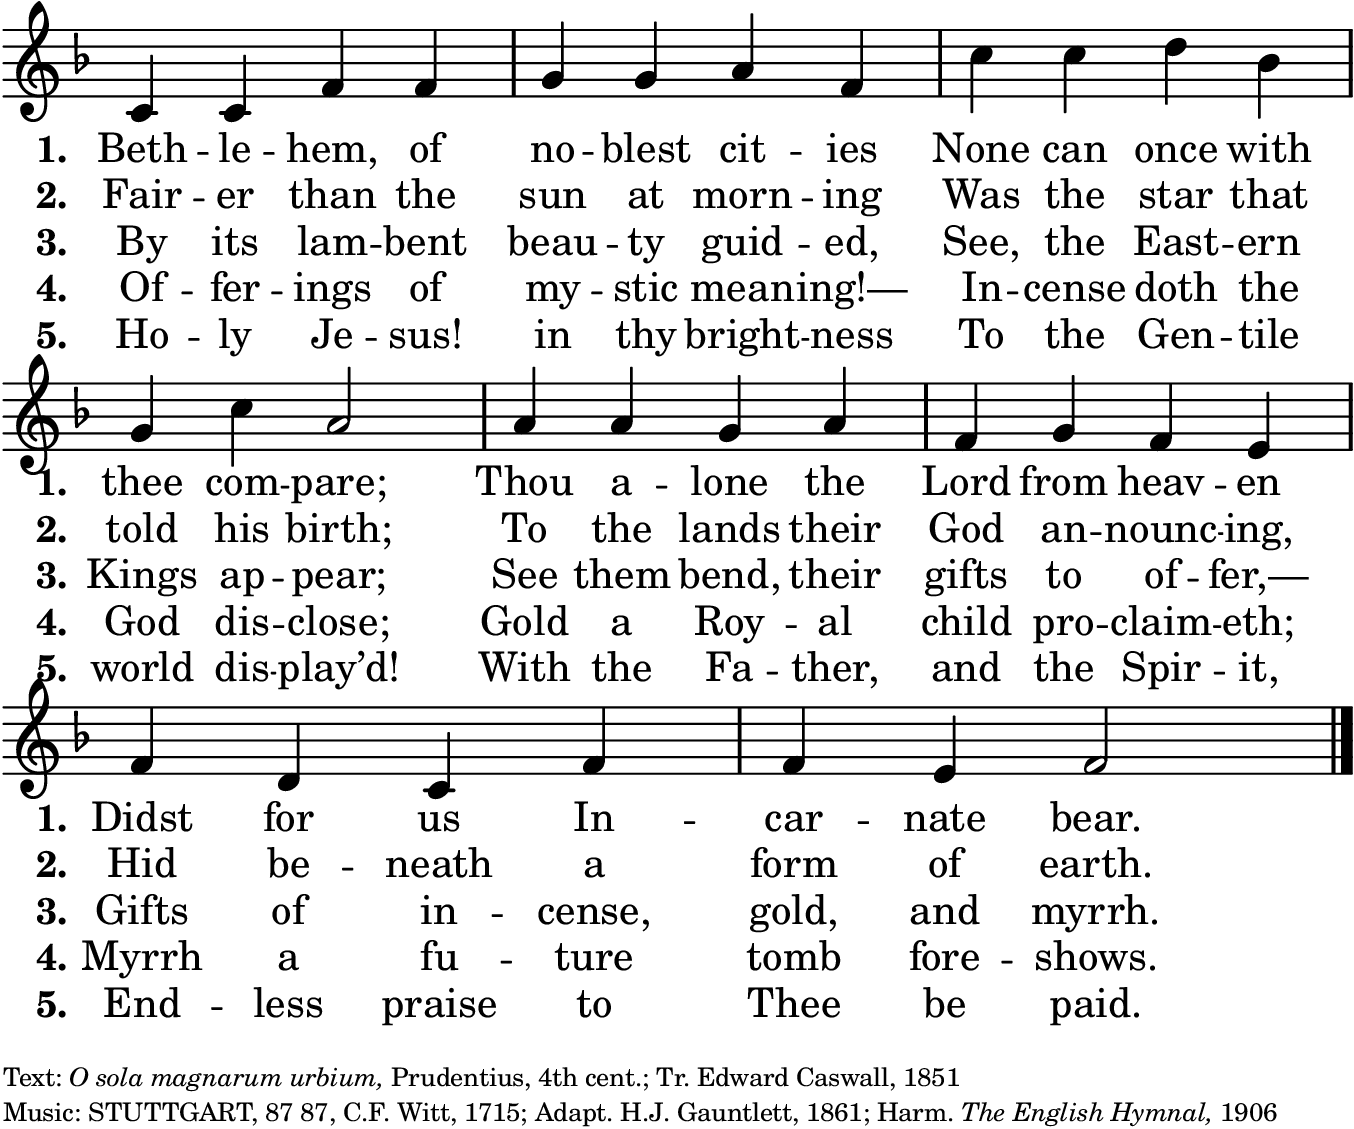 1. Beth - le - hem, of no - blest cit - ies None can once with
2. Fair - er than the sun at morn - ing Was the star that
3. By its lam - bent beau - ty guid - ed, See, the East - ern
4. Of - fer - ings of my - stic meaning!— In - cense doth the
5. Ho - ly Je - sus! in thy bright - ness To the Gen - tile
1. thee com - pare; Thou a - lone the Lord from heav - en
2. told his birth; To the lands their God an - nounc - ing,
3. Kings ap - pear; See them bend, their gifts to of - fer,—
4. God dis - close; Gold a Roy - al child pro - claim - eth;
5. world dis - play’d! With the Fa - ther, and the Spir - it,
1. Didst for us In - car - nate bear.
2. Hid be - neath a form of earth.
3. Gifts of in - cense, gold, and myrrh.
4. Myrrh a fu - ture tomb fore - shows.
5. End - less praise to Thee be paid.
Text: O sola magnarum urbium, Prudentius, 4th cent.; Tr. Edward Caswall, 1851
Music: STUTTGART, 87 87, C.F. Witt, 1715; Adapt. H.J. Gauntlett, 1861; Harm. The English Hymnal, 1906